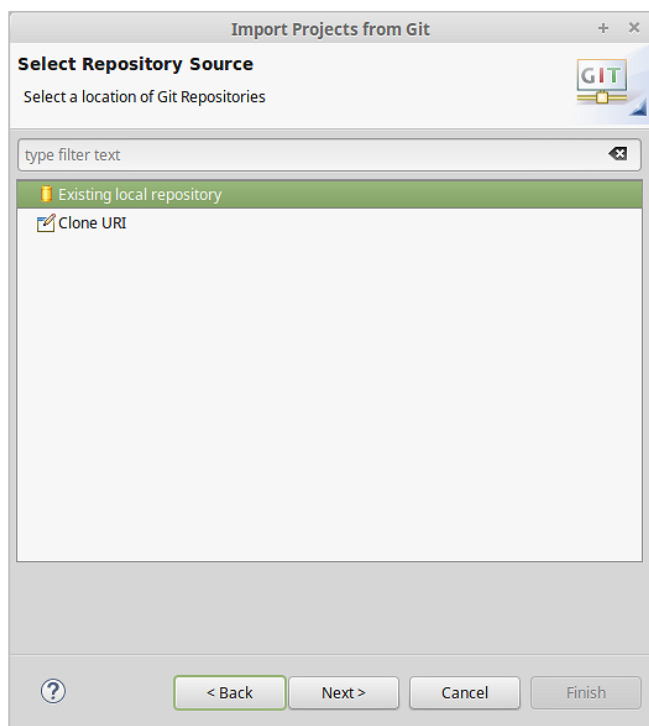 Import Projects from Git
Select Repository Source
Select a location of Git Repositories
GIT
type filter text
Existing local repository
Clone URI
? < Back Next > Cancel Finish